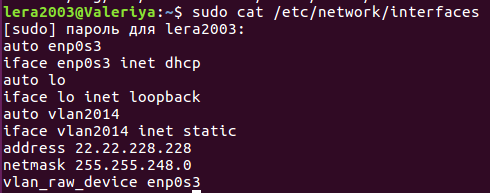 lera2003@Valeriya:~$ sudo cat /etc/network/interfaces
[sudo] пароль для lera2003:
auto enp0s3
iface enp0s3 inet dhcp
auto lo
iface lo inet loopback
auto vlan2014
iface vlan2014 inet static
address 22.22.228.228
netmask 255.255.248.0
vlan_raw_device enp0s3